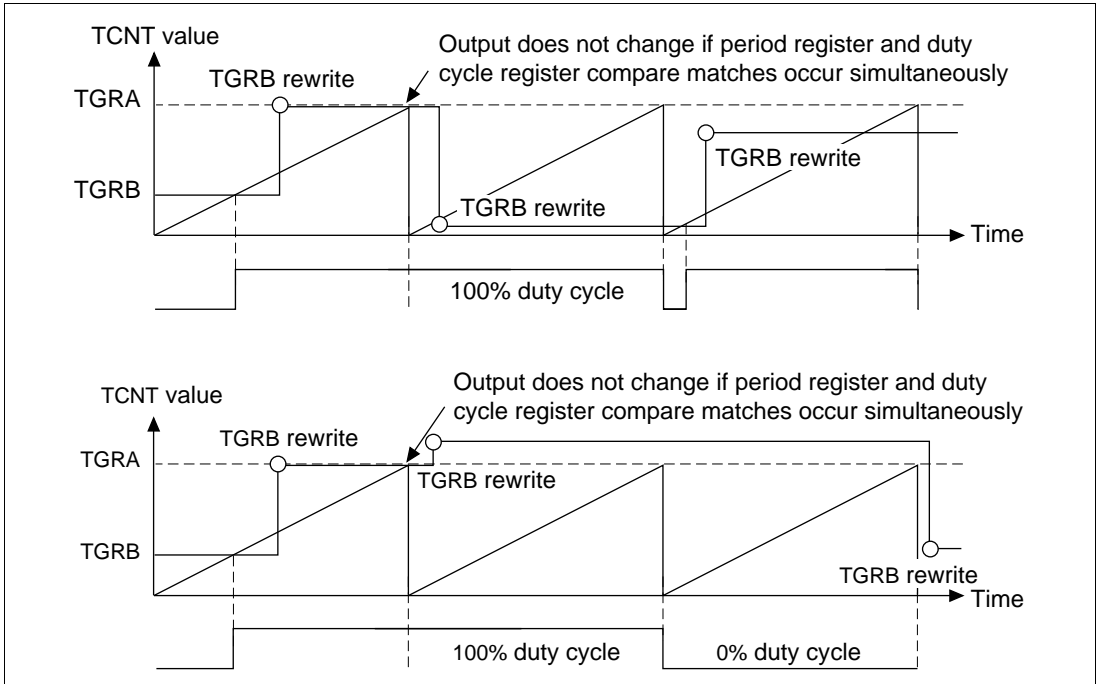 TCNT value
Output does not change if period register and duty
cycle register compare matches occur simultaneously
TGRB rewrite
TGRA
TGRB rewrite
TGRB
TGRB rewrite
Time
100% duty cycle
TCNT value
Output does not change if period register and duty
cycle register compare matches occur simultaneously
TGRB rewrite
TGRA
TGRB rewrite
TGRB
TGRB rewrite
Time
100% duty cycle
0% duty cycle